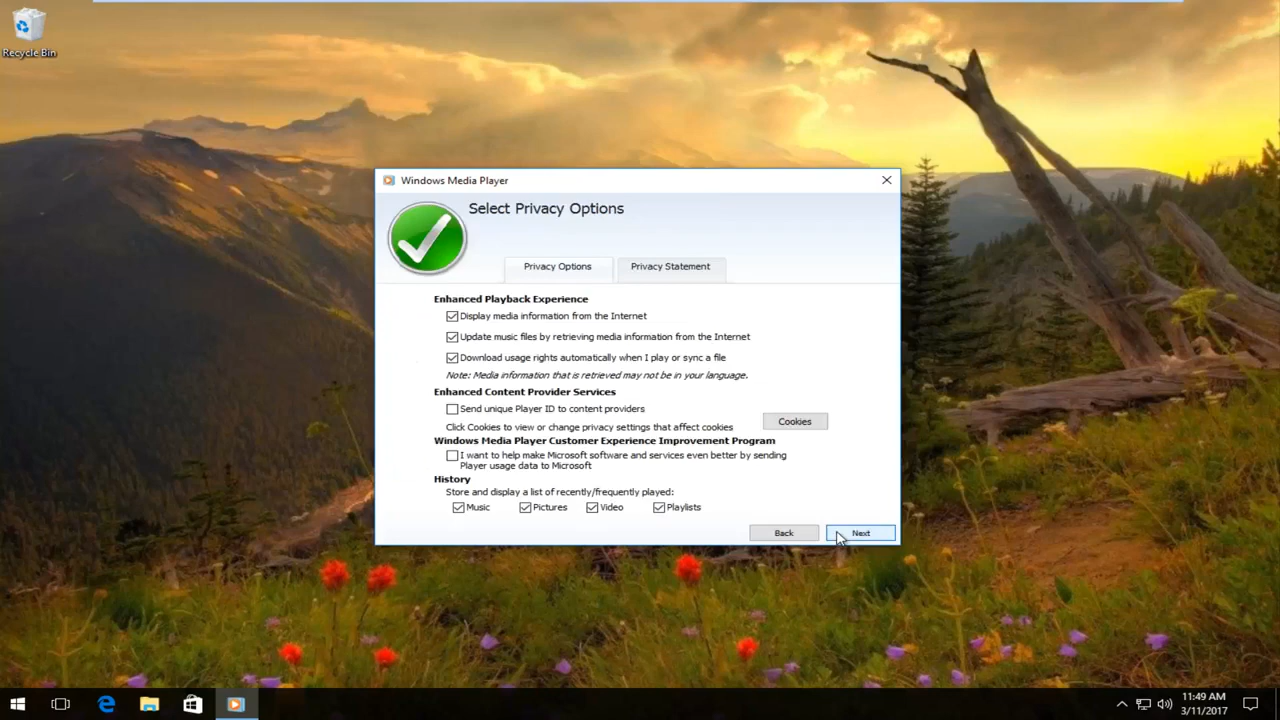 Recycle Bin
Windows Media Player
Select Privacy Options
Privacy Options Privacy Statement
Enhanced Playback Experience
Display media information from the Internet
Update music files by retrieving media information from the Internet
Download usage rights automatically when I play or sync a file
Note: Media information that is retrieved may not be in your language.
Enhanced Content Provider Services
Send unique Player ID to content providers
Click Cookies to view or change privacy settings that affect cookies
Cookies
Windows Media Player Customer Experience Improvement Program
I want to help make Microsoft software and services even better by sending
Player usage data to Microsoft
History
Store and display a list of recently/frequently played:
Music Pictures Video Playlists
Back Next
11:49 AM
3/11/2017